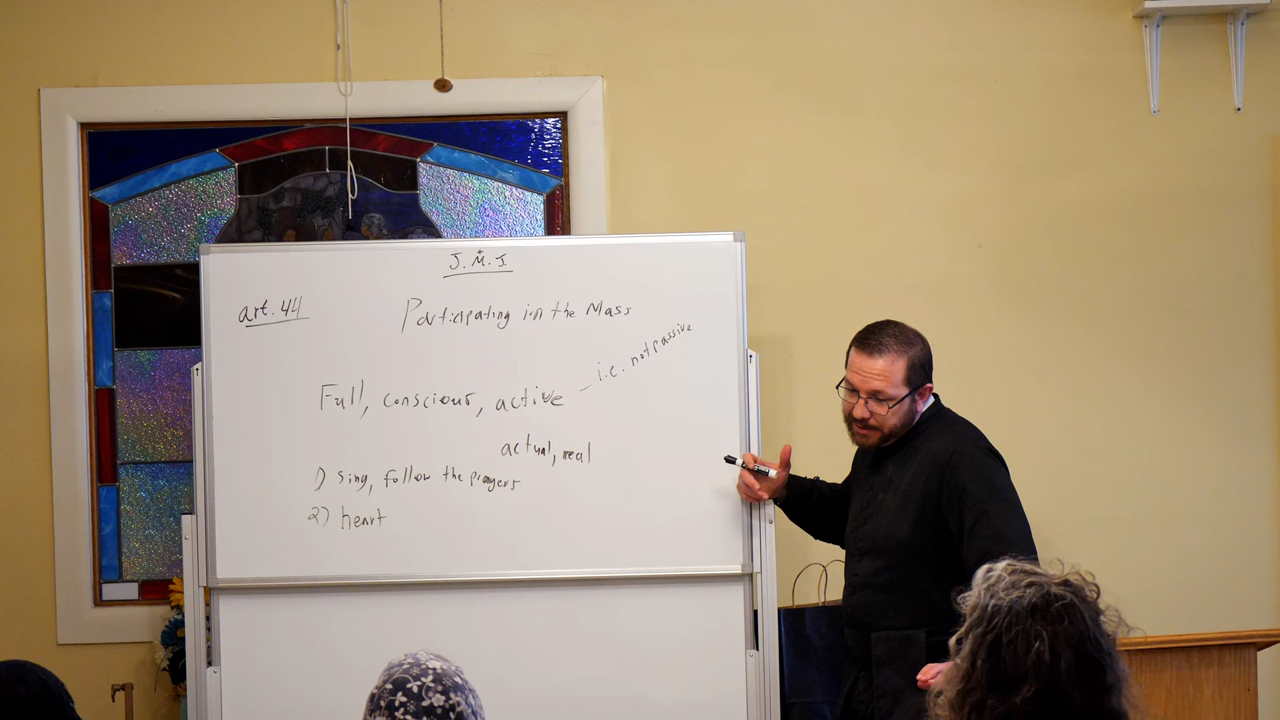 J.M.J.
art. 44
Participating in the Mass
Full, conscious, active – i.e. not passive
actual, real
1) sing, follow the prayers
2) heart